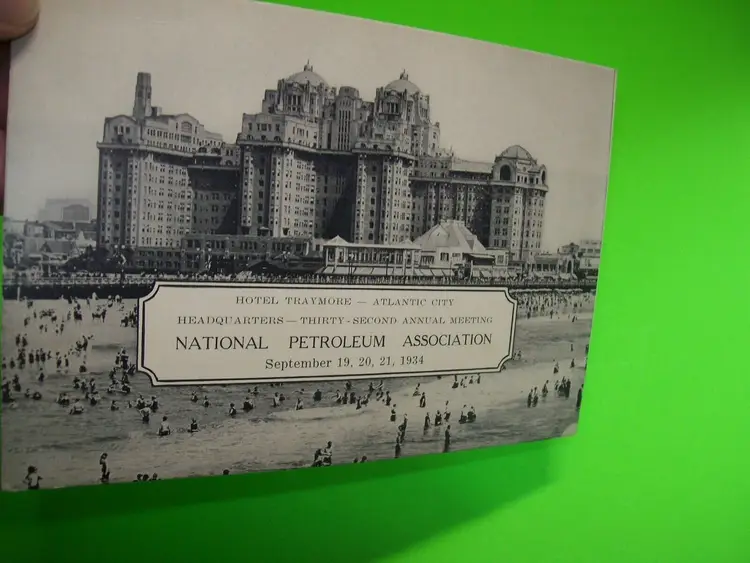 HOTEL TRAYMORE — ATLANTIC CITY
HEADQUARTERS — THIRTY-SECOND ANNUAL MEETING
NATIONAL PETROLEUM ASSOCIATION
September 19, 20, 21, 1934